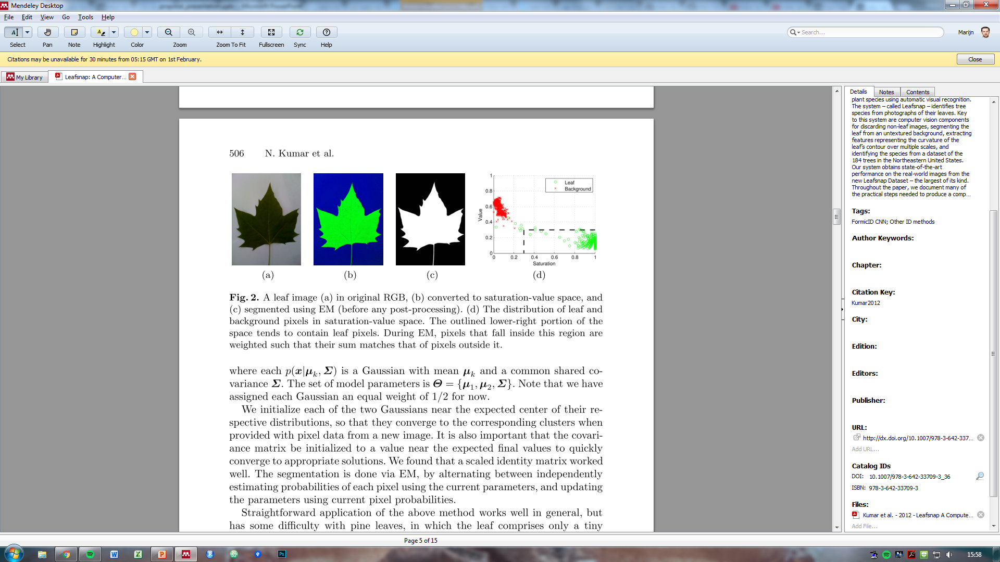 Mendeley Desktop
File Edit View Go Tools Help
Select Pan Note Highlight Color Zoom Zoom To Fit Fullscreen Sync Help
Search...
Marijn
Citations may be unavailable for 30 minutes from 05:15 GMT on 1st February.
Close
My Library
Leafsnap: A Computer...
506 N. Kumar et al.
1
0.8
0.6
0.4
0.2
0
Value
Leaf
Background
0 0.2 0.4 0.6 0.8 1
Saturation
(a) (b) (c) (d)
Fig. 2. A leaf image (a) in original RGB, (b) converted to saturation-value space, and
(c) segmented using EM (before any post-processing). (d) The distribution of leaf and
background pixels in saturation-value space. The outlined lower-right portion of the
space tends to contain leaf pixels. During EM, pixels that fall inside this region are
weighted such that their sum matches that of pixels outside it.
where each p(x|μk, Σ) is a Gaussian with mean μk and a common shared co-
variance Σ. The set of model parameters is Θ = {μ1, μ2, Σ}. Note that we have
assigned each Gaussian an equal weight of 1/2 for now.
We initialize each of the two Gaussians near the expected center of their re-
spective distributions, so that they converge to the corresponding clusters when
provided with pixel data from a new image. It is also important that the covari-
ance matrix be initialized to a value near the expected final values to quickly
converge to appropriate solutions. We found that a scaled identity matrix worked
well. The segmentation is done via EM, by alternating between independently
estimating probabilities of each pixel using the current parameters, and updating
the parameters using current pixel probabilities.
Straightforward application of the above method works well in general, but
has some difficulty with pine leaves, in which the leaf comprises only a tiny
Page 5 of 15
Details Notes Contents
plant species using automatic visual recognition.
The system – called Leafsnap – identifies tree
species from photographs of their leaves. Key
to this system are computer vision components
for discarding non-leaf images, segmenting the
leaf from an untextured background, extracting
features representing the curvature of the
leaf's contour over multiple scales, and
identifying the species from a dataset of the
184 trees in the Northeastern United States.
Our system obtains state-of-the-art
performance on the real-world images from the
new Leafsnap Dataset – the largest of its kind.
Throughout the paper, we document many of
the practical steps needed to produce a comp...
Tags:
FormicID CNN; Other ID methods
Author Keywords:
Chapter:
Citation Key:
Kumar2012
City:
Edition:
Editors:
Publisher:
URL:
http://dx.doi.org/10.1007/978-3-642-337...
Add URL...
Catalog IDs
DOI: 10.1007/978-3-642-33709-3_36
ISBN: 978-3-642-33709-3
Files:
Kumar et al. - 2012 - Leafsnap A Compute...
Add File...
15:58